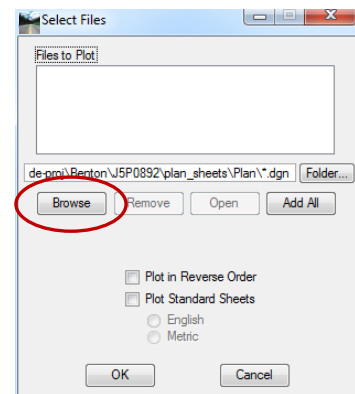 Select Files
Files to Plot
de-proj\Benton\J5P0892\plan_sheets\Plan\*.dgn Folder...
Browse Remove Open Add All
Plot in Reverse Order
Plot Standard Sheets
English
Metric
OK Cancel